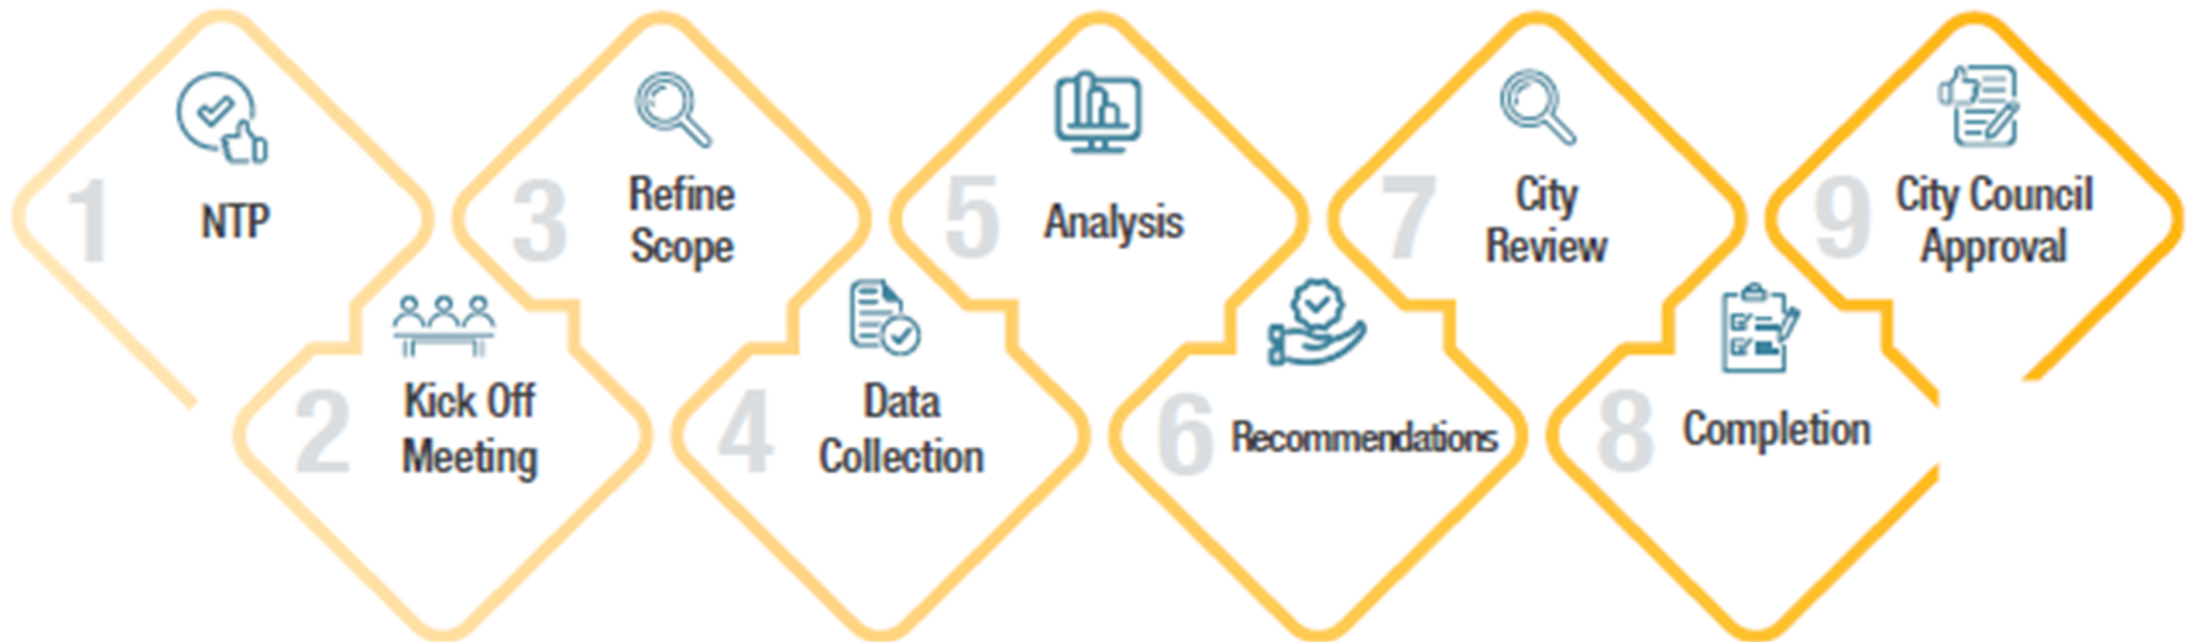 1
NTP
2
Kick Off
Meeting
3
Refine
Scope
4
Data
Collection
5
Analysis
6
Recommendations
7
City
Review
8
Completion
9
City Council
Approval